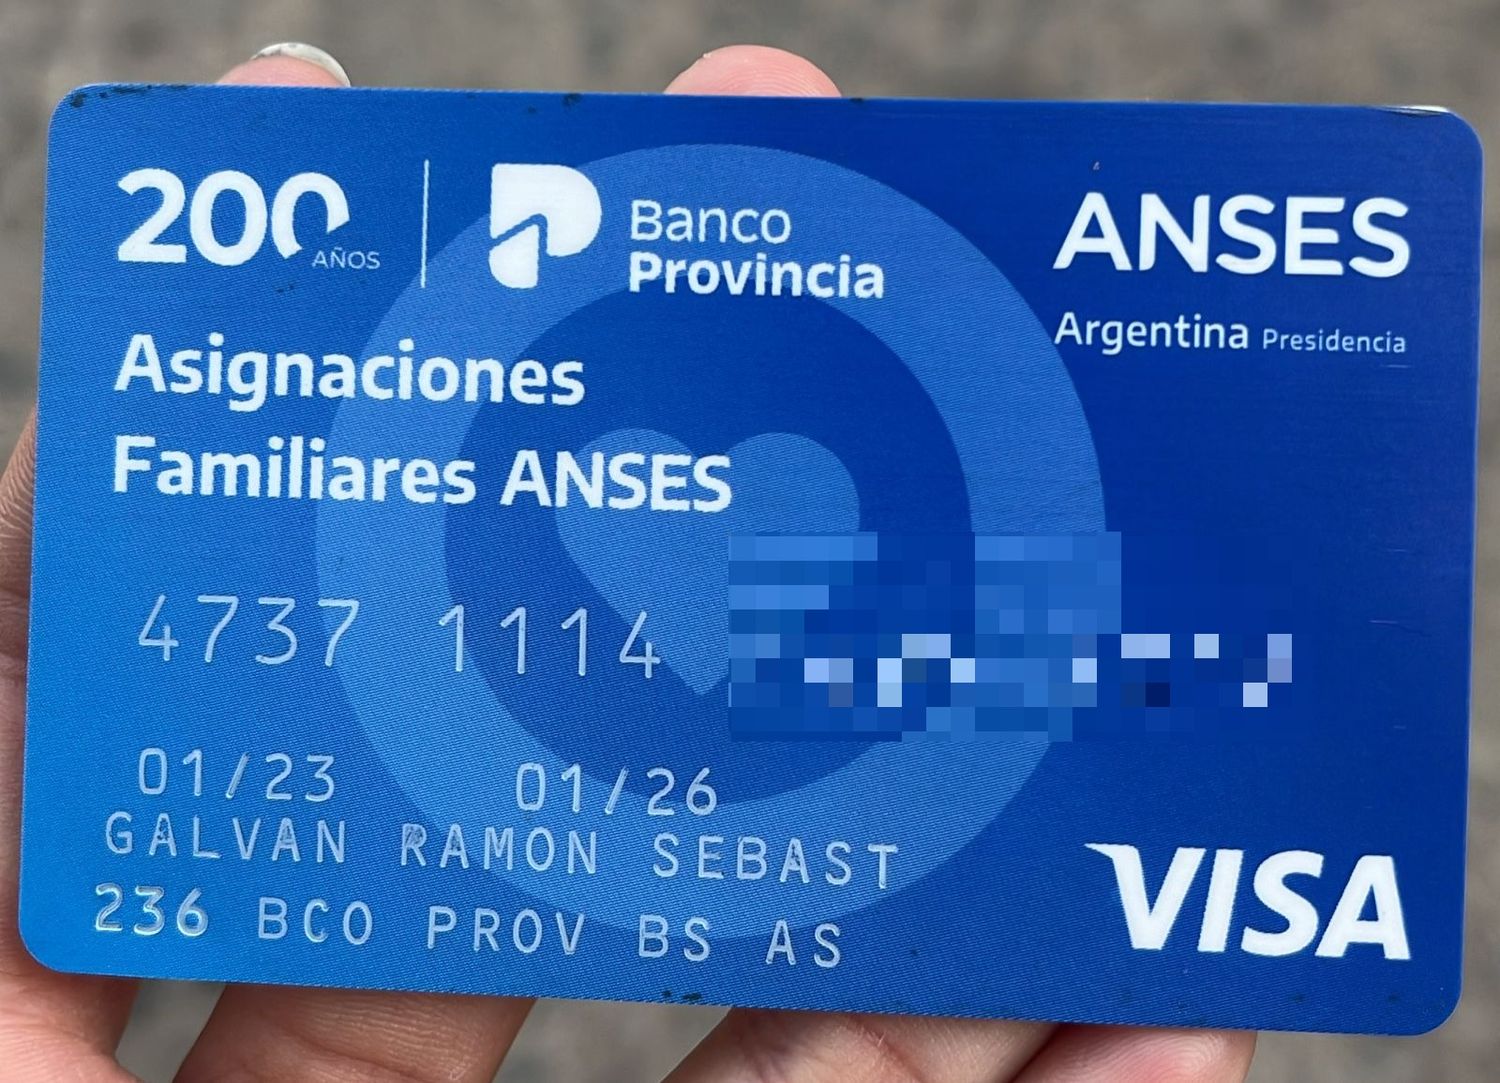 200 AÑOS
Banco
Provincia
ANSES
Argentina Presidencia
Asignaciones
Familiares ANSES
4737 1114
01/23 01/26
GALVAN RAMON SEBAST
236 BCO PROV BS AS
VISA